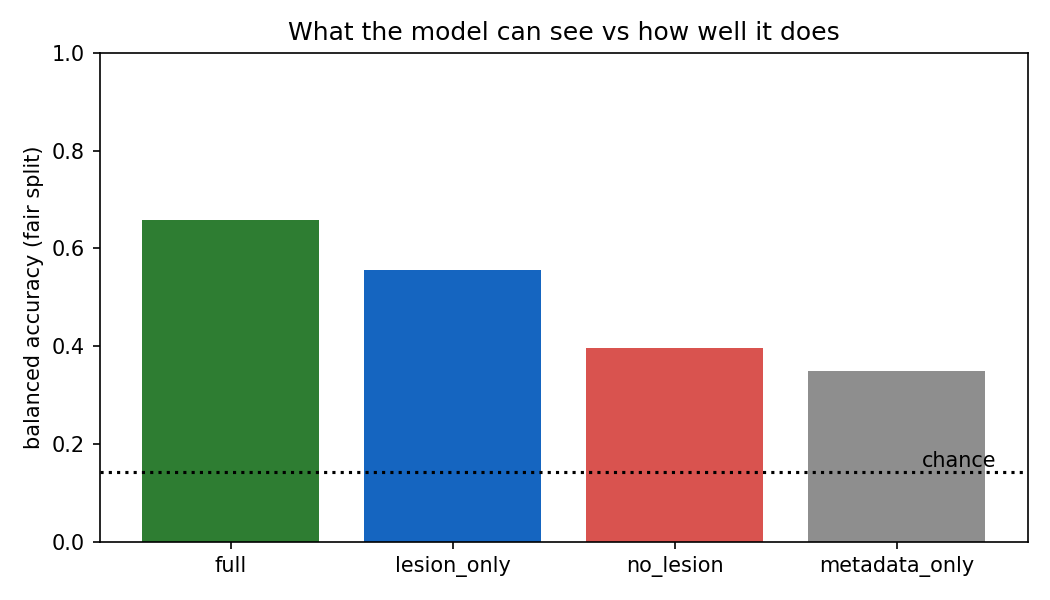 What the model can see vs how well it does
balanced accuracy (fair split)
1.0
0.8
0.6
0.4
0.2
0.0
chance
full
lesion_only
no_lesion
metadata_only